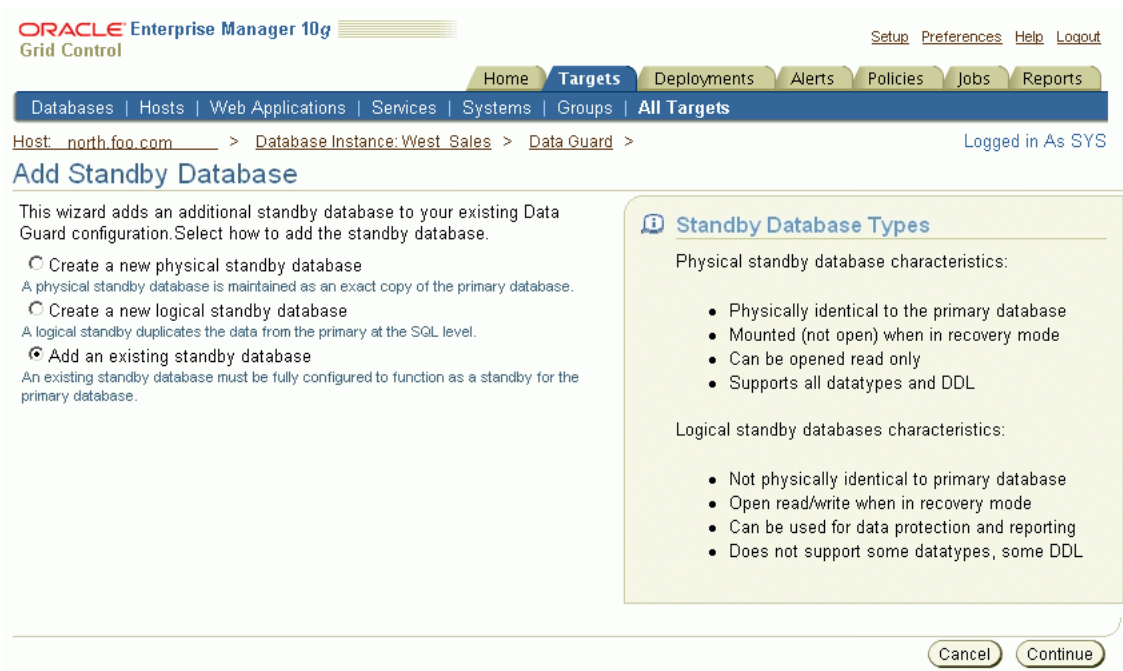 ORACLE Enterprise Manager 10g
Grid Control
Setup Preferences Help Logout
Home Targets Deployments Alerts Policies Jobs Reports
Databases | Hosts | Web Applications | Services | Systems | Groups | All Targets
Host: north.foo.com > Database Instance: West_Sales > Data Guard >
Logged in As SYS
Add Standby Database
This wizard adds an additional standby database to your existing Data
Guard configuration.Select how to add the standby database.
Create a new physical standby database
A physical standby database is maintained as an exact copy of the primary database.
Create a new logical standby database
A logical standby duplicates the data from the primary at the SQL level.
Add an existing standby database
An existing standby database must be fully configured to function as a standby for the
primary database.
Standby Database Types
Physical standby database characteristics:
• Physically identical to the primary database
• Mounted (not open) when in recovery mode
• Can be opened read only
• Supports all datatypes and DDL
Logical standby databases characteristics:
• Not physically identical to primary database
• Open read/write when in recovery mode
• Can be used for data protection and reporting
• Does not support some datatypes, some DDL
Cancel Continue